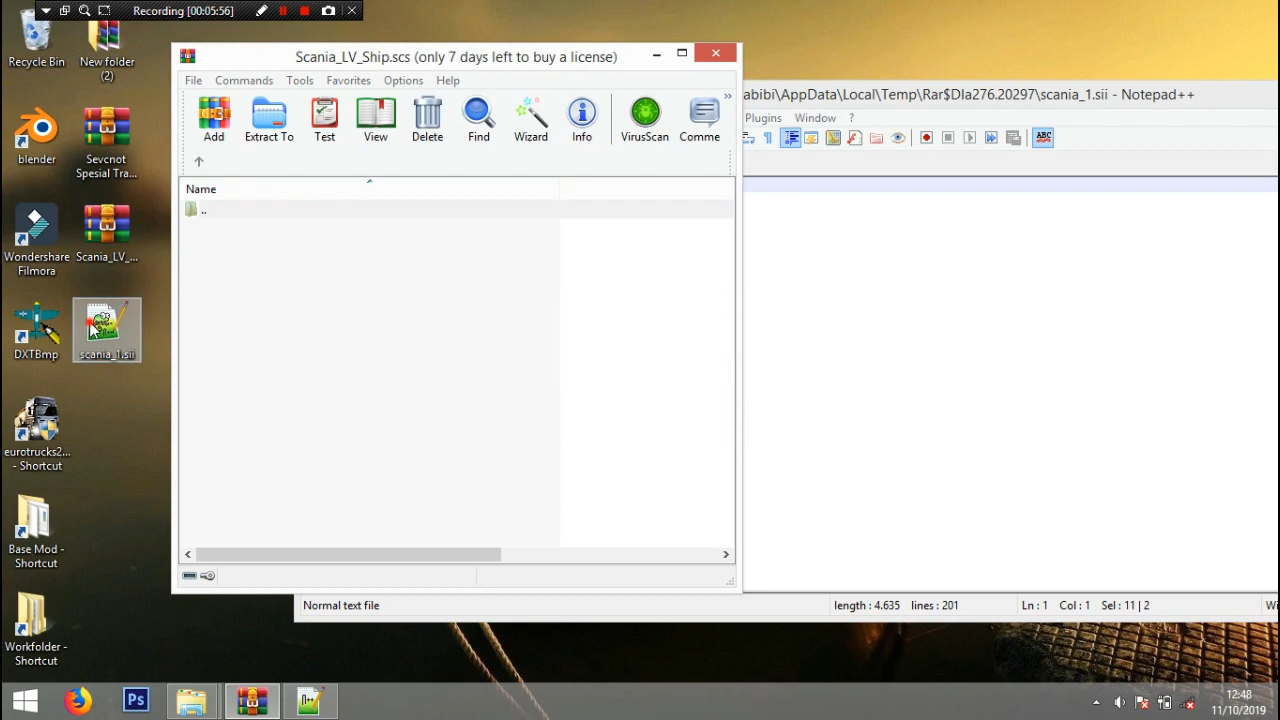 Recording [00:05:56]
Recycle Bin
New folder
(2)
blender
Sevcnot
Spesial Tra...
Wondershare
Filmora
Scania_LV_...
DXTBmp
scania_1.sii
eurotrucks2...
- Shortcut
Base Mod -
Shortcut
Workfolder -
Shortcut
Scania_LV_Ship.scs (only 7 days left to buy a license)
File Commands Tools Favorites Options Help
Add Extract To Test View Delete Find Wizard Info VirusScan Comme
Name
..
abibi\AppData\Local\Temp\Rar$DIa276.20297\scania_1.sii - Notepad++
Plugins Window ?
ABC
Normal text file length : 4.635 lines : 201 Ln : 1 Col : 1 Sel : 11 | 2 Wi
Ps
12:48
11/10/2019